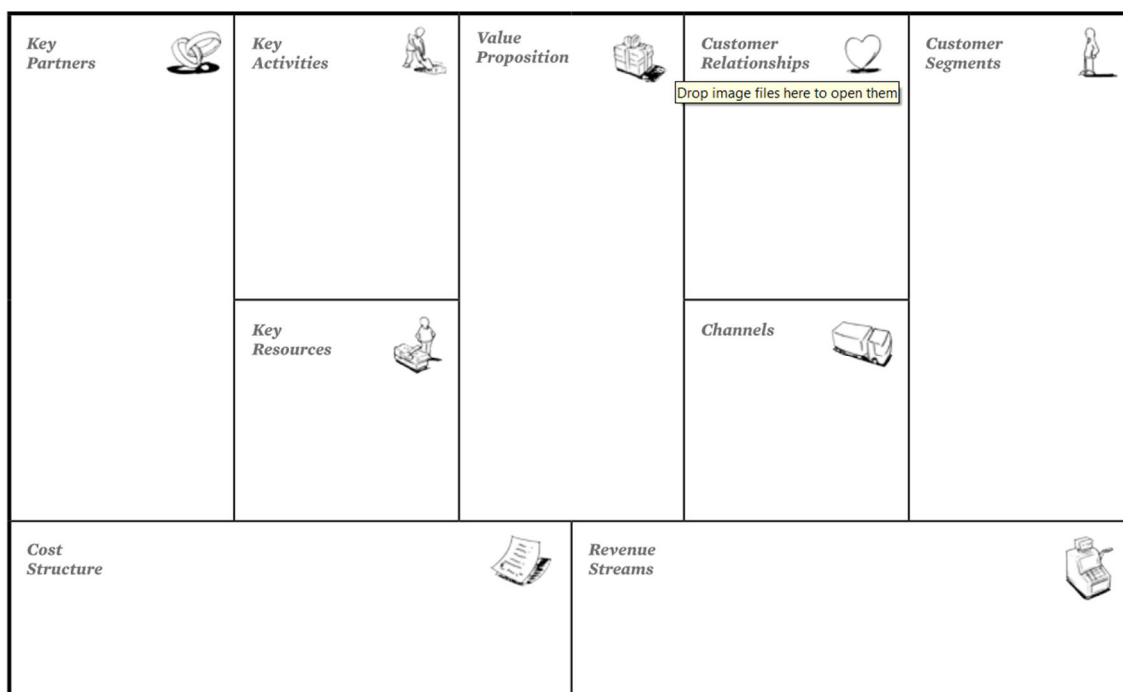 Key
Partners
Key
Activities
Value
Proposition
Customer
Relationships
Customer
Segments
Drop image files here to open them
Key
Resources
Channels
Cost
Structure
Revenue
Streams